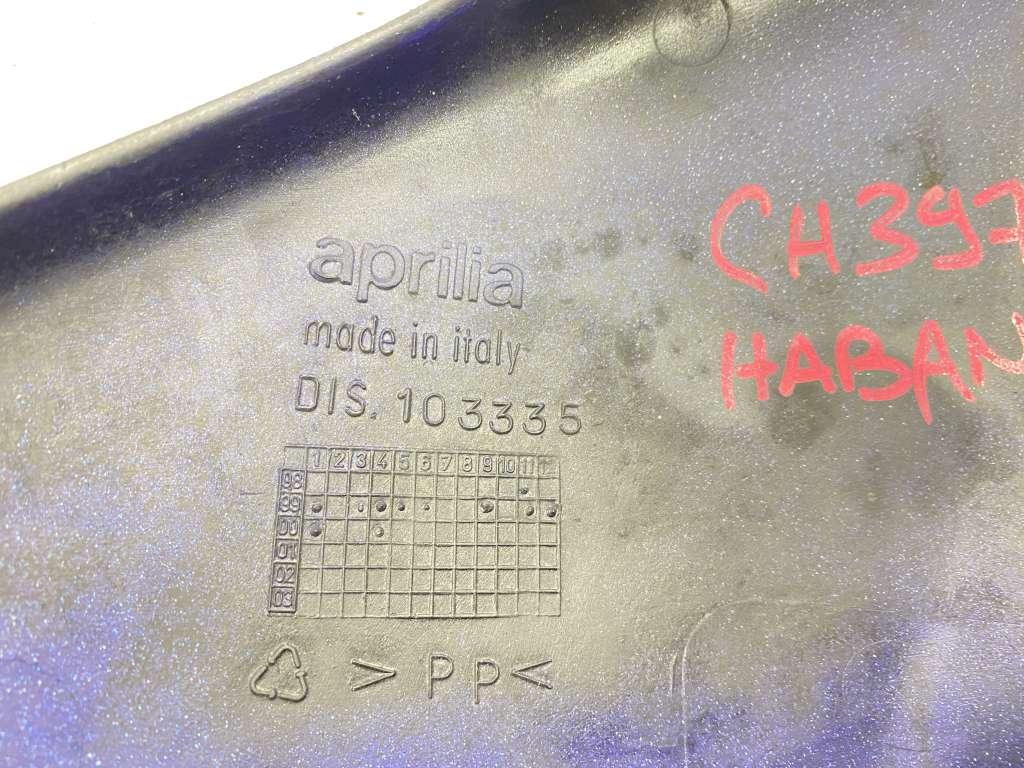 aprilia
made in italy
DIS. 103335
1 2 3 4 5 6 7 8 9 10 11
98
99
00
01
02
03
> PP <
CH397
HABAN